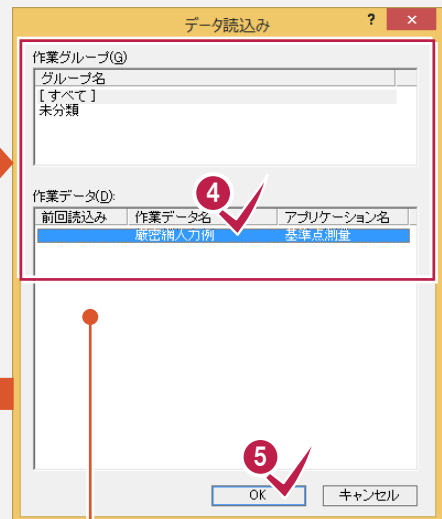 データ読込み ? ×
作業グループ(G)
グループ名
[すべて]
未分類
作業データ(D):
4
前回読込み 作業データ名 アプリケーション名
厳密網入力例 基準点測量
5
OK キャンセル